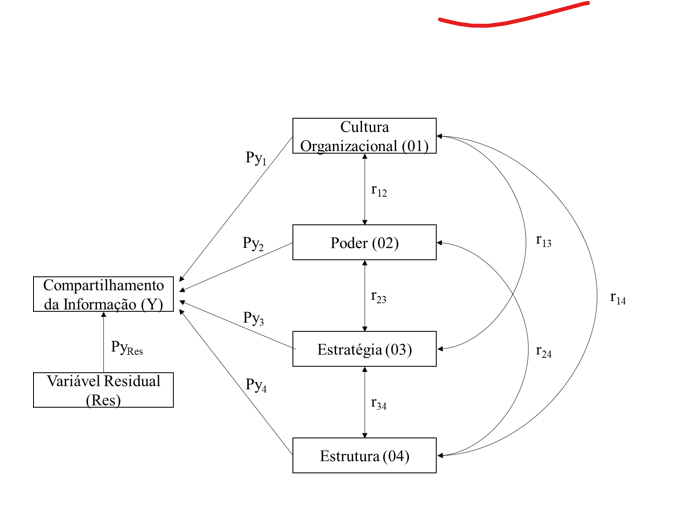 Cultura
Organizacional (01)
Py1
r12
Py2
Poder (02)
r13
Compartilhamento
da Informação (Y)
r23
r14
Py3
PyRes
Estratégia (03)
r24
Variável Residual
(Res)
Py4
r34
Estrutura (04)